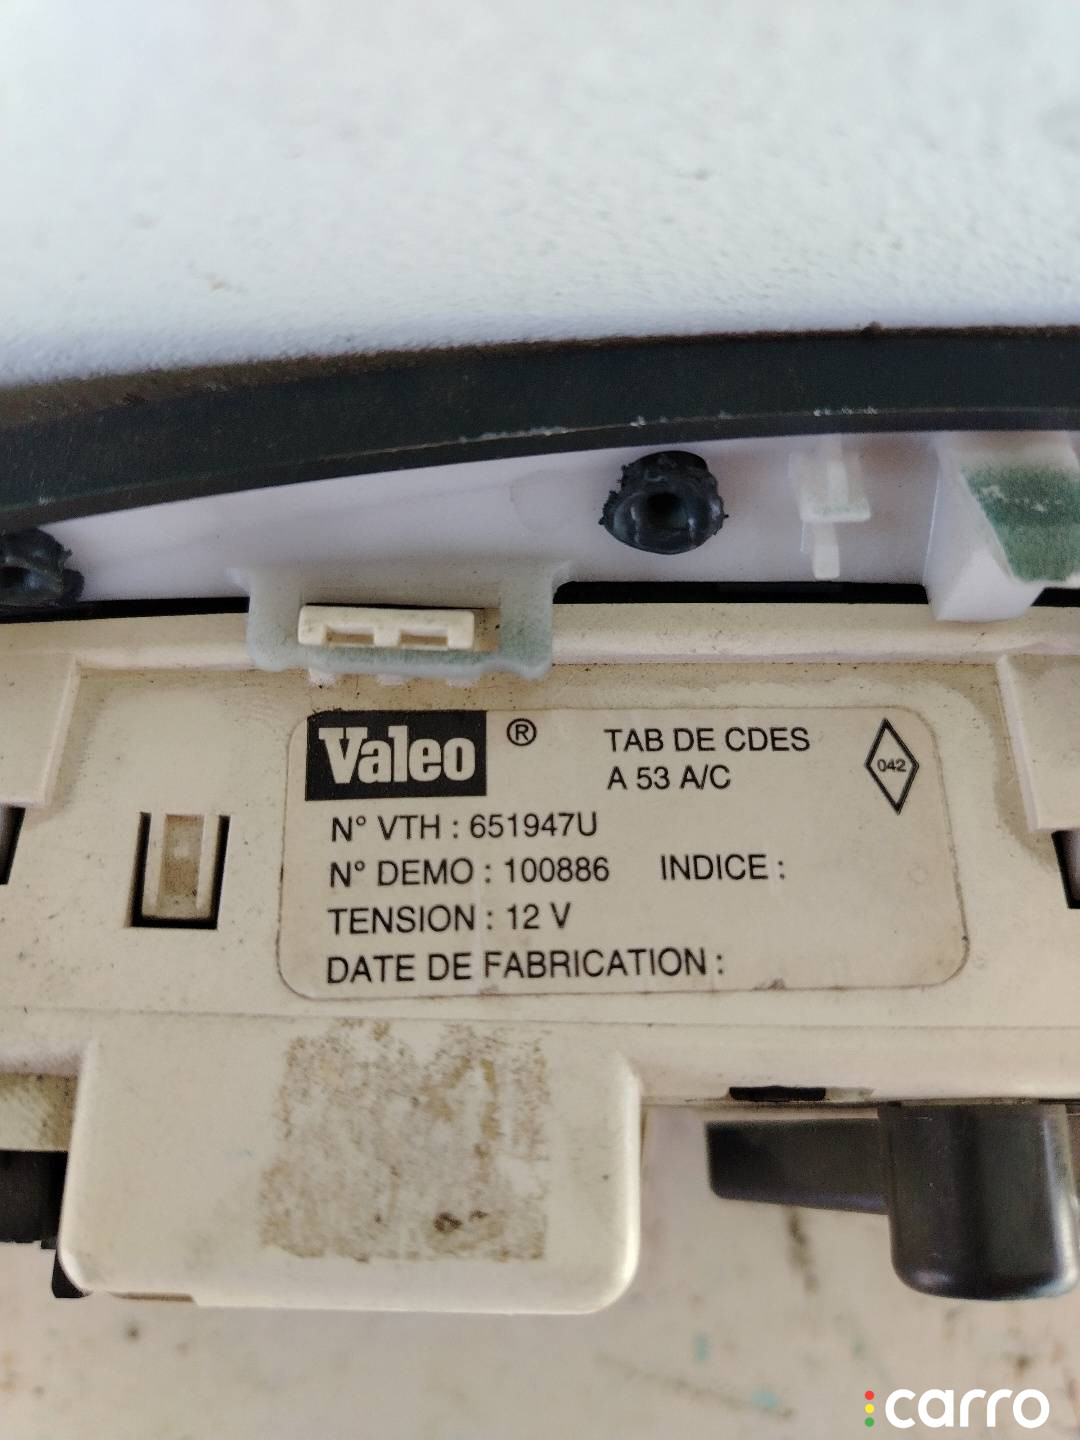 Valeo ® TAB DE CDES
A 53 A/C
042
N° VTH : 651947U
N° DEMO : 100886 INDICE :
TENSION : 12 V
DATE DE FABRICATION :
carro